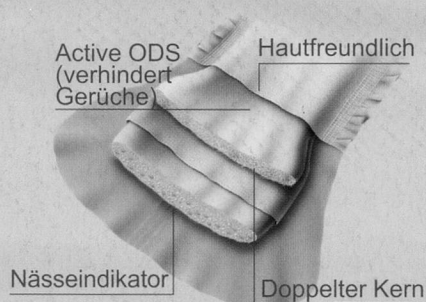 Active ODS
(verhindert
Gerüche)
Hautfreundlich
Nässeindikator
Doppelter Kern